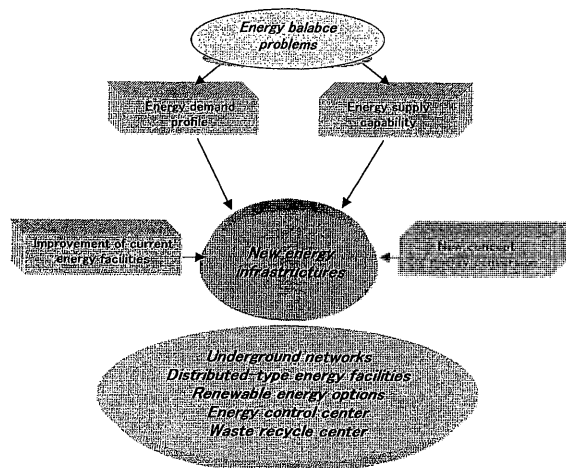 Energy balabce
problems
Energy demand
profile
Energy supply
capability
Improvement of current
energy facilities
New energy
infrastructures
New concept
Underground networks
Distributed-type energy facilities
Renewable energy options
Energy control center
Waste recycle center